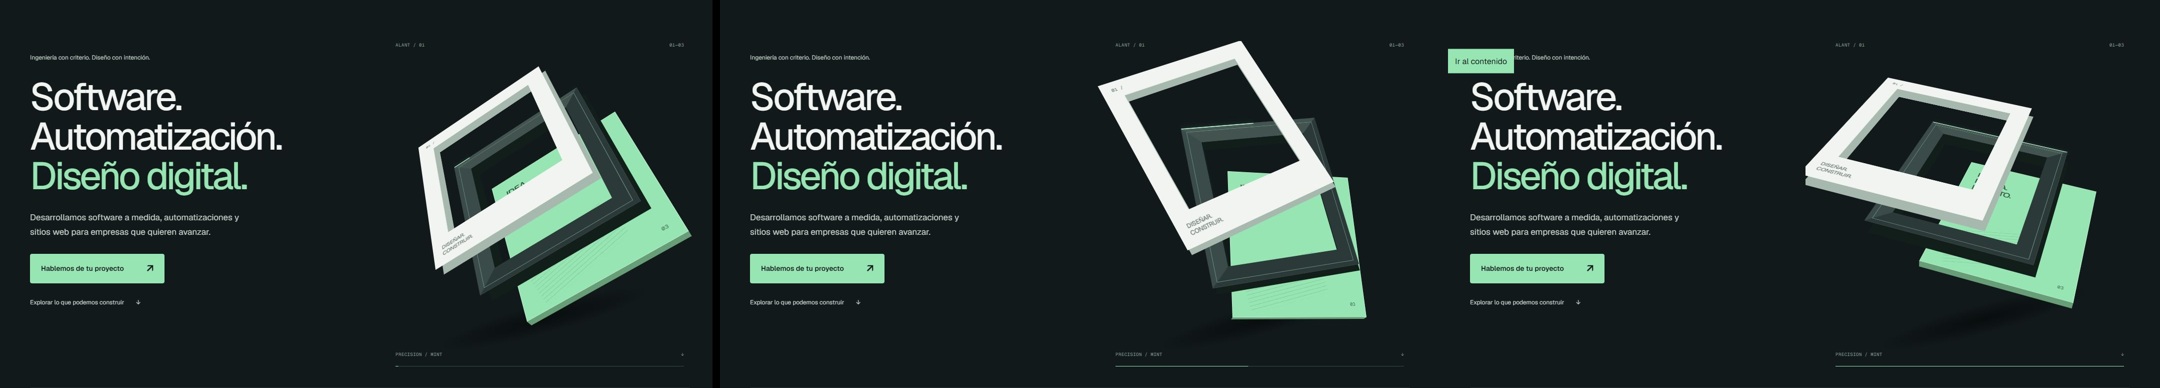 Ingeniería con criterio. Diseño con intención.
Software.
Automatización.
Diseño digital.
Desarrollamos software a medida, automatizaciones y
sitios web para empresas que quieren avanzar.
Hablemos de tu proyecto
Explorar lo que podemos construir
ALANT / 01
01—03
DISEÑAR.
CONSTRUIR.
03
PRECISION / MINT
Ingeniería con criterio. Diseño con intención.
Software.
Automatización.
Diseño digital.
Desarrollamos software a medida, automatizaciones y
sitios web para empresas que quieren avanzar.
Hablemos de tu proyecto
Explorar lo que podemos construir
ALANT / 01
01—03
01 /
DISEÑAR.
CONSTRUIR.
PRECISION / MINT
Ir al contenido
criterio. Diseño con intención.
Software.
Automatización.
Diseño digital.
Desarrollamos software a medida, automatizaciones y
sitios web para empresas que quieren avanzar.
Hablemos de tu proyecto
Explorar lo que podemos construir
ALANT / 01
01—03
DISEÑAR.
CONSTRUIR.
PRECISION / MINT